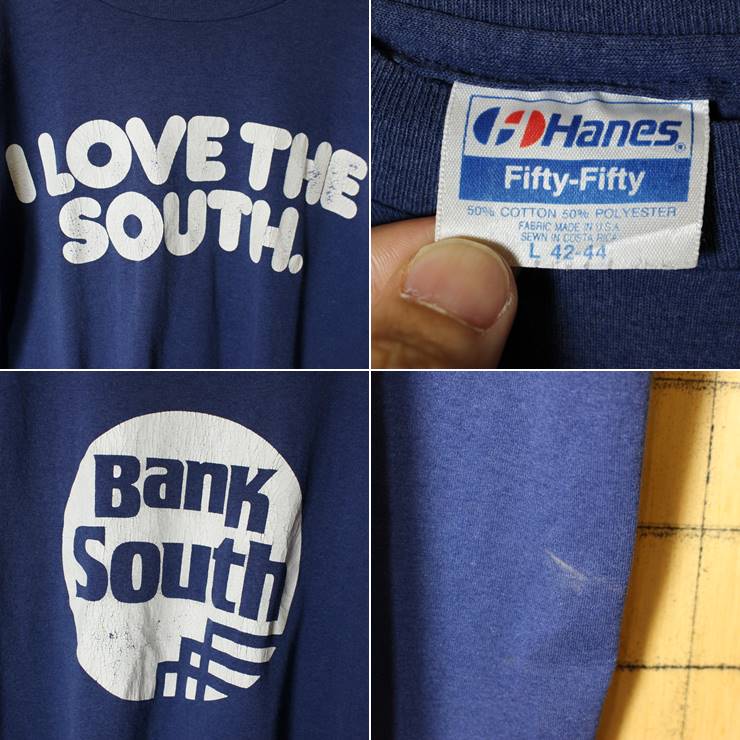 I LOVE THE
SOUTH.
Hanes®
Fifty-Fifty
50% COTTON 50% POLYESTER
FABRIC MADE IN U.S.A
SEWN IN COSTA RICA
L 42-44
Bank
South